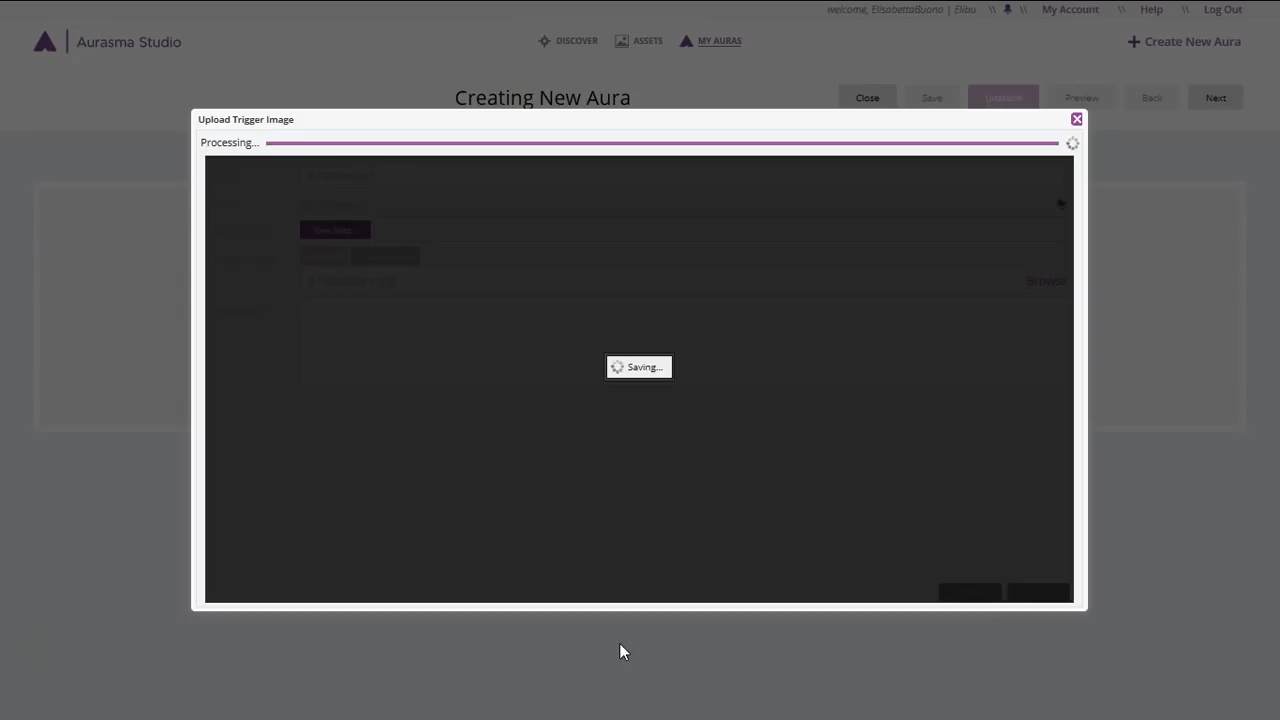 welcome, ElisabettaBuono | Elibu \\ \\ My Account \\ Help \\ Log Out
Aurasma Studio
DISCOVER ASSETS MY AURAS
Create New Aura
Creating New Aura
Close Save Preview Back Next
Upload Trigger Image
Processing...
Browse
Saving...